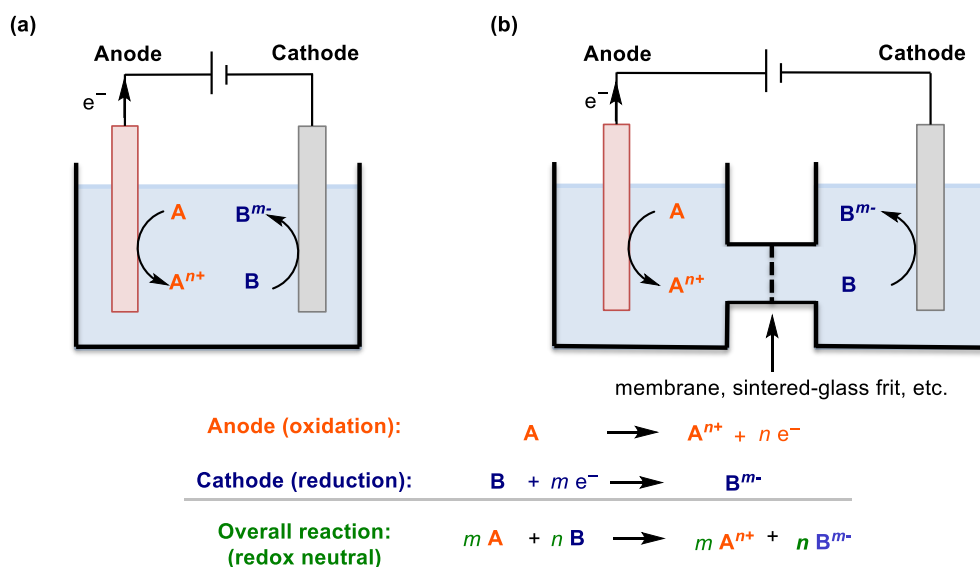 (a)
Anode
Cathode
e⁻
A
Aⁿ⁺
Bᵐ⁻
B
(b)
Anode
Cathode
e⁻
A
Aⁿ⁺
Bᵐ⁻
B
membrane, sintered-glass frit, etc.
Anode (oxidation): A → Aⁿ⁺ + n e⁻
Cathode (reduction): B + m e⁻ → Bᵐ⁻
Overall reaction: m A + n B → m Aⁿ⁺ + n Bᵐ⁻
(redox neutral)